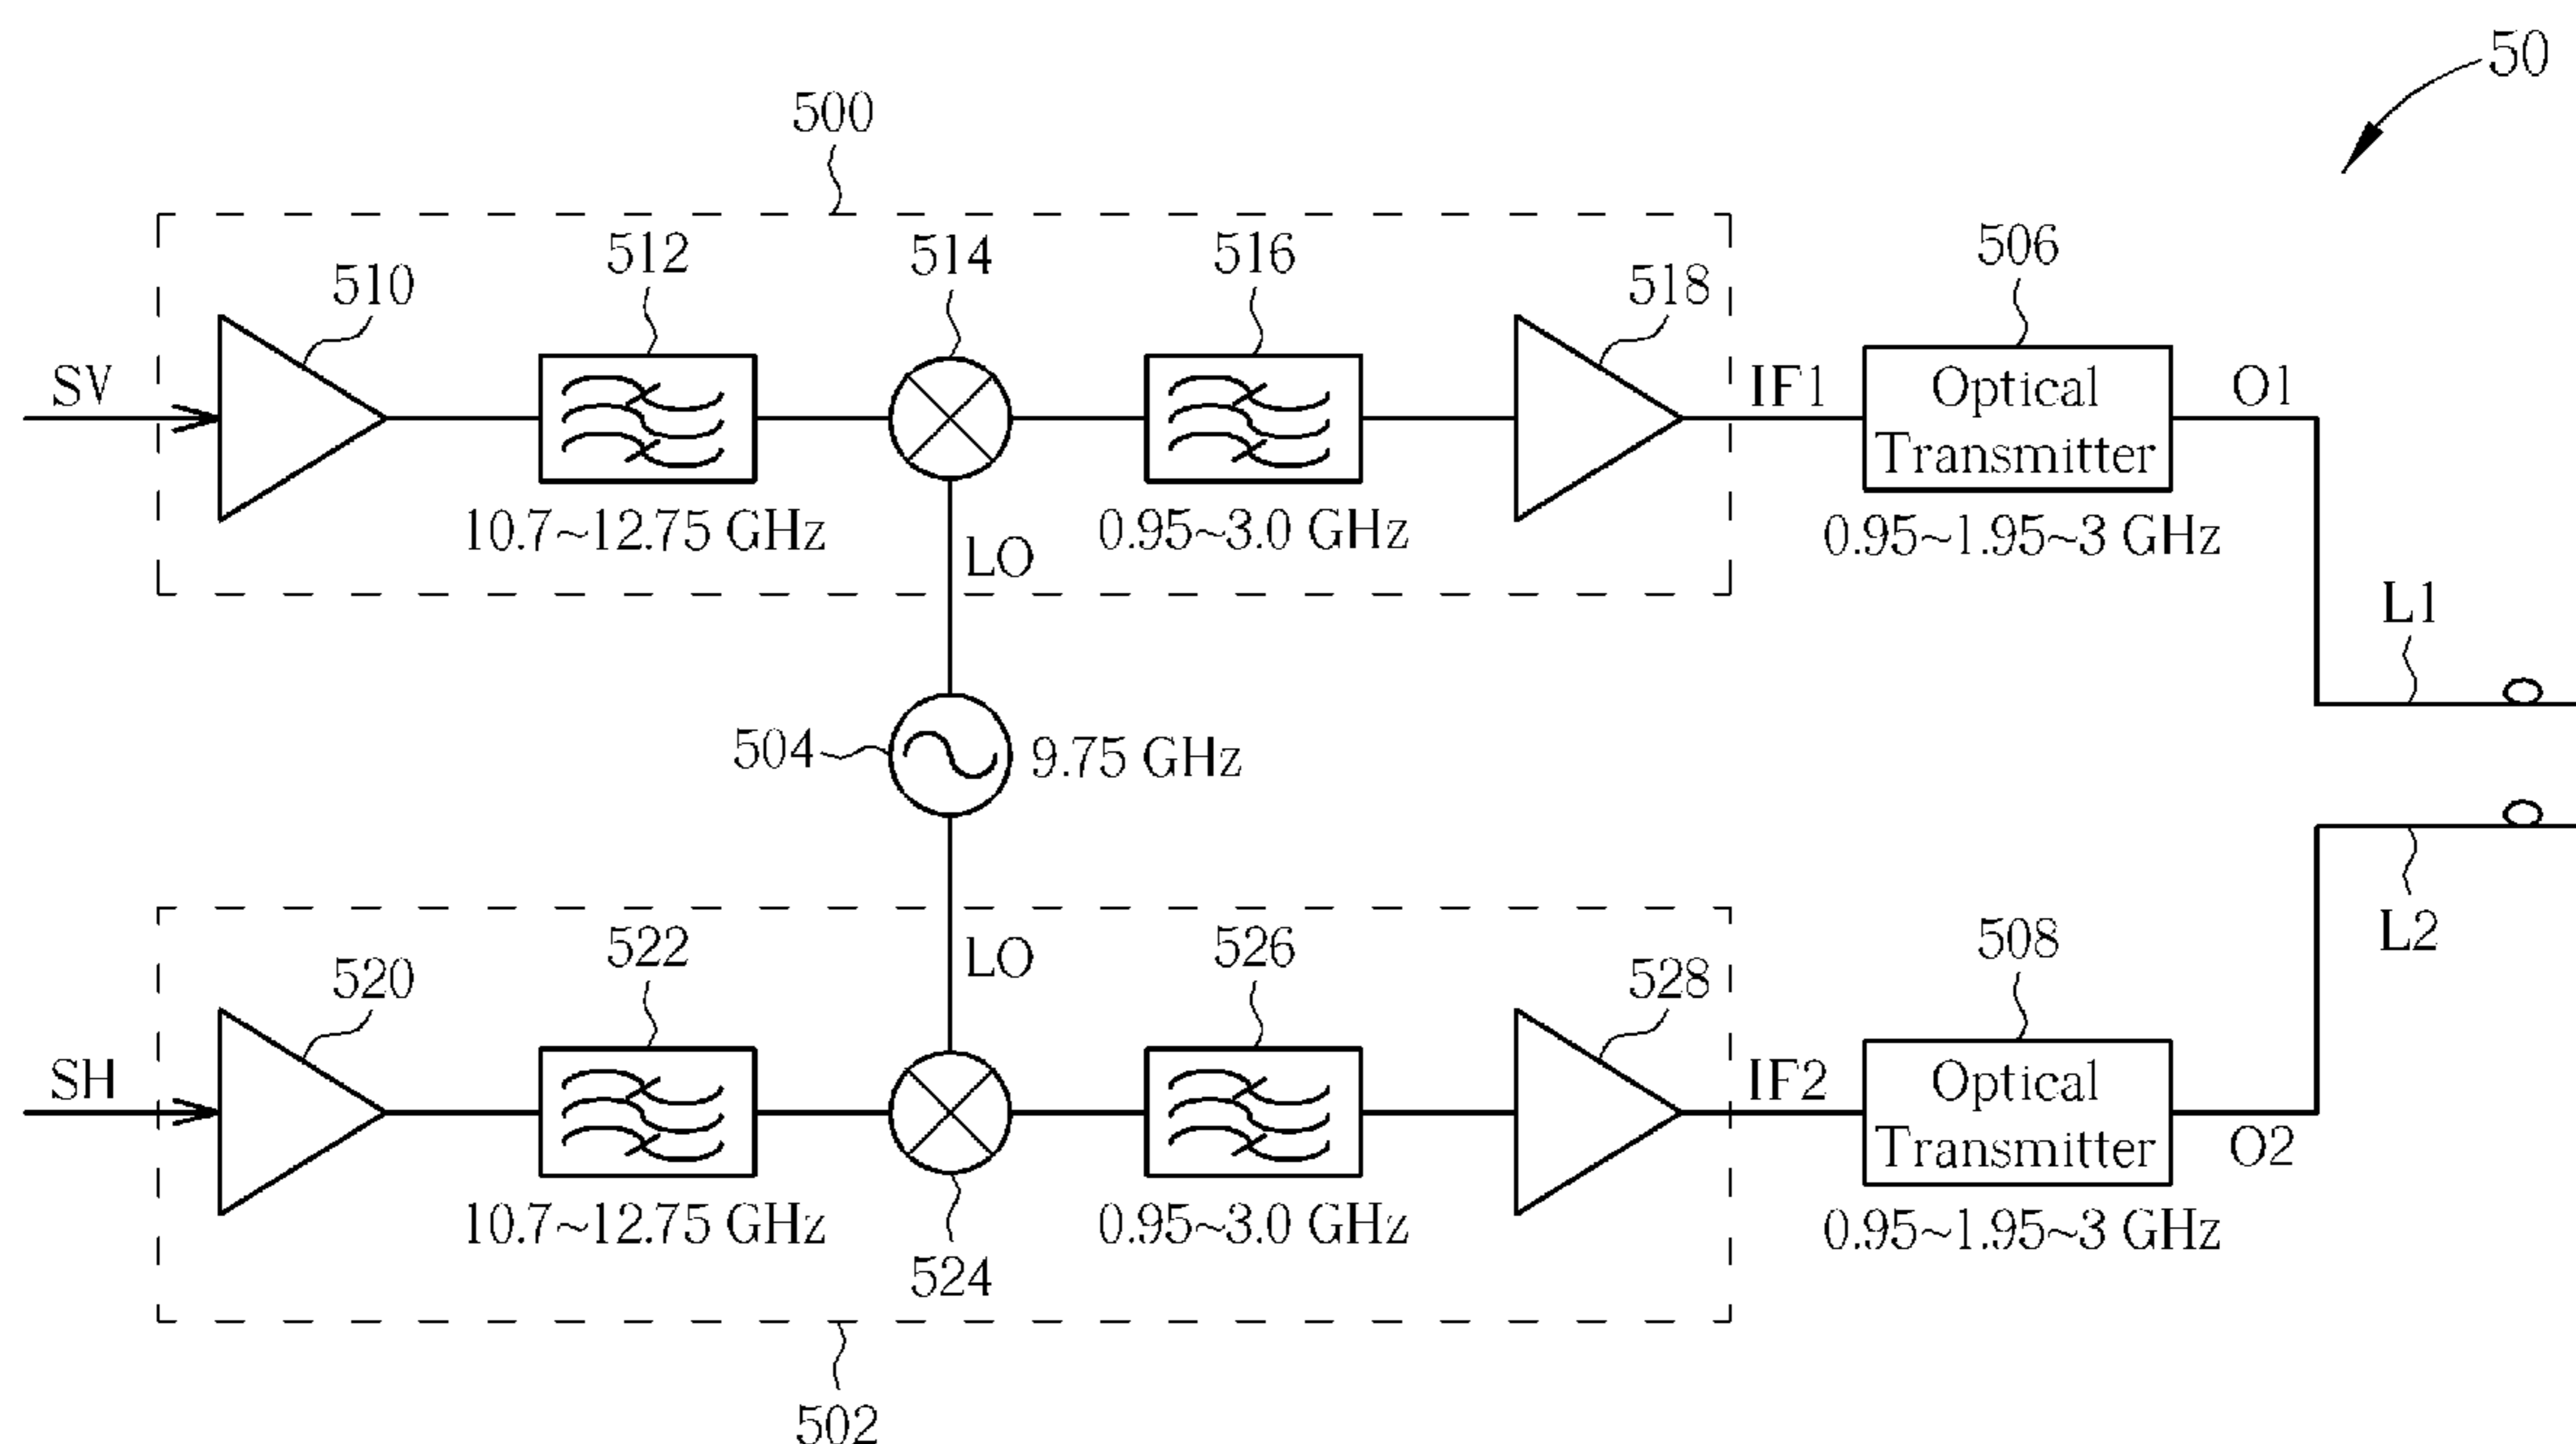 50
500
512
514
516
506
510
518
SV
IF1
Optical
Transmitter
O1
10.7~12.75 GHz
0.95~3.0 GHz
0.95~1.95~3 GHz
LO
L1
504
9.75 GHz
522
LO
526
508
L2
520
528
SH
IF2
Optical
Transmitter
O2
10.7~12.75 GHz
0.95~3.0 GHz
0.95~1.95~3 GHz
524
502